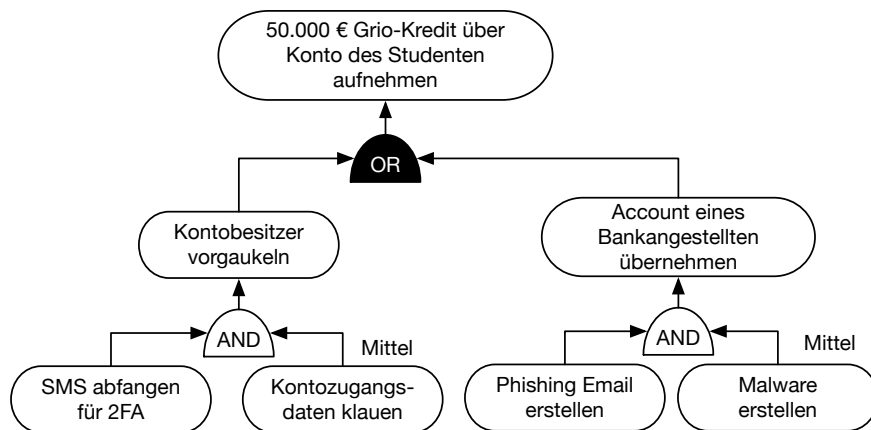 50.000 € Grio-Kredit über
Konto des Studenten
aufnehmen
OR
Kontobesitzer
vorgaukeln
Account eines
Bankangestellten
übernehmen
AND
Mittel
AND
Mittel
SMS abfangen
für 2FA
Kontozugangs-
daten klauen
Phishing Email
erstellen
Malware
erstellen